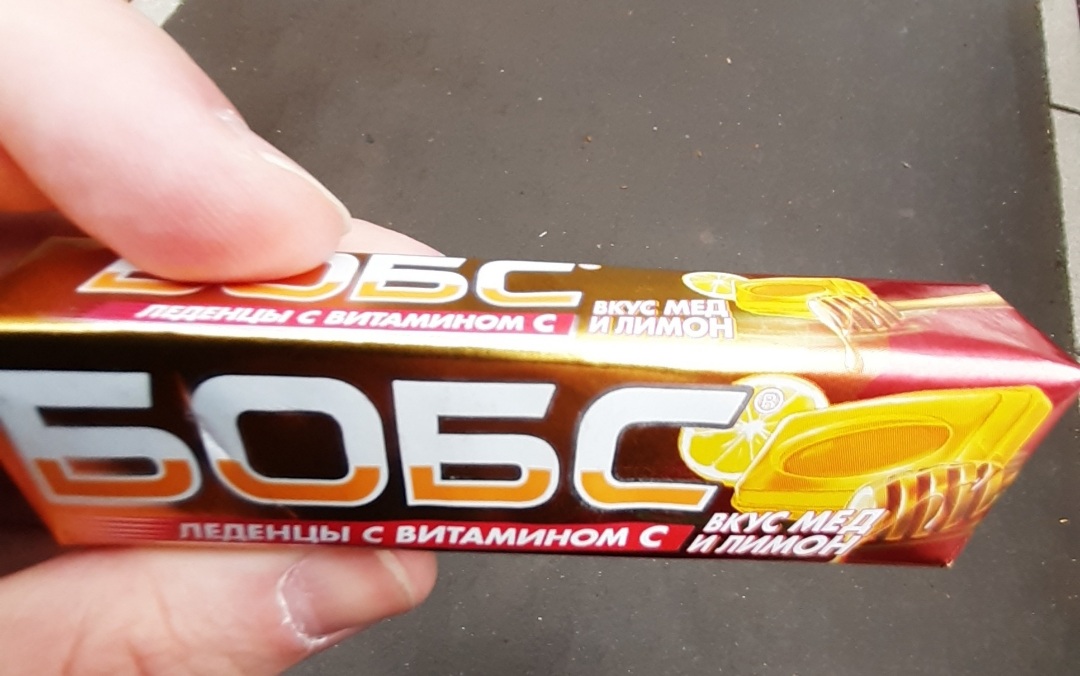 БОБС
ЛЕДЕНЦЫ С ВИТАМИНОМ С
ВКУС МЕД
И ЛИМОН
БОБС®
ЛЕДЕНЦЫ С ВИТАМИНОМ С
ВКУС МЕД
И ЛИМОН